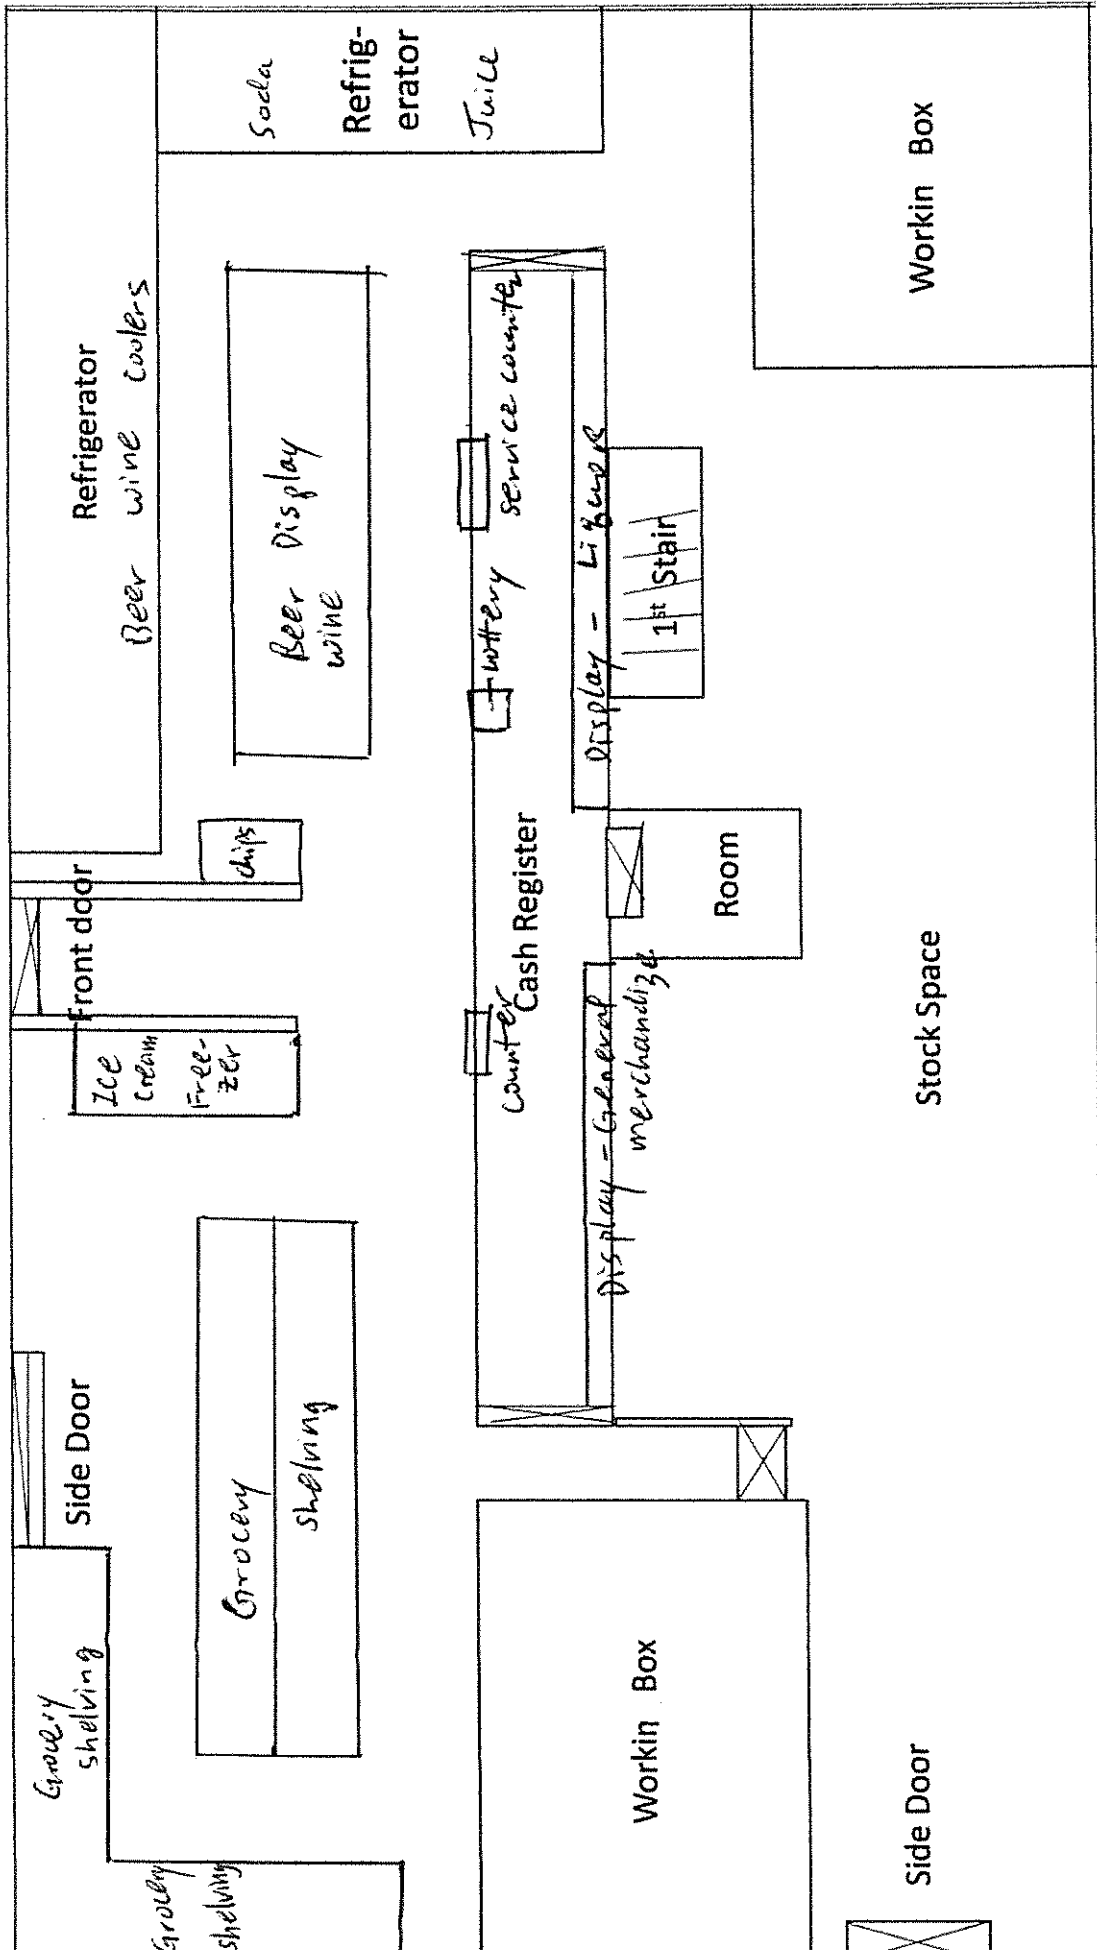 Grocery
shelving
Grocery
shelving
Side Door
Grocery
shelving
Ice
Cream
Free-
zer
Front door
chips
Refrigerator
Beer wine coolers
Beer Display
wine
Soda
Refrig-
erator
Juice
counter
Cash Register
Lottery service counter
Display - General
merchandize
Display - Liquor
Room
1st Stair
Workin Box
Side Door
Stock Space
Workin Box